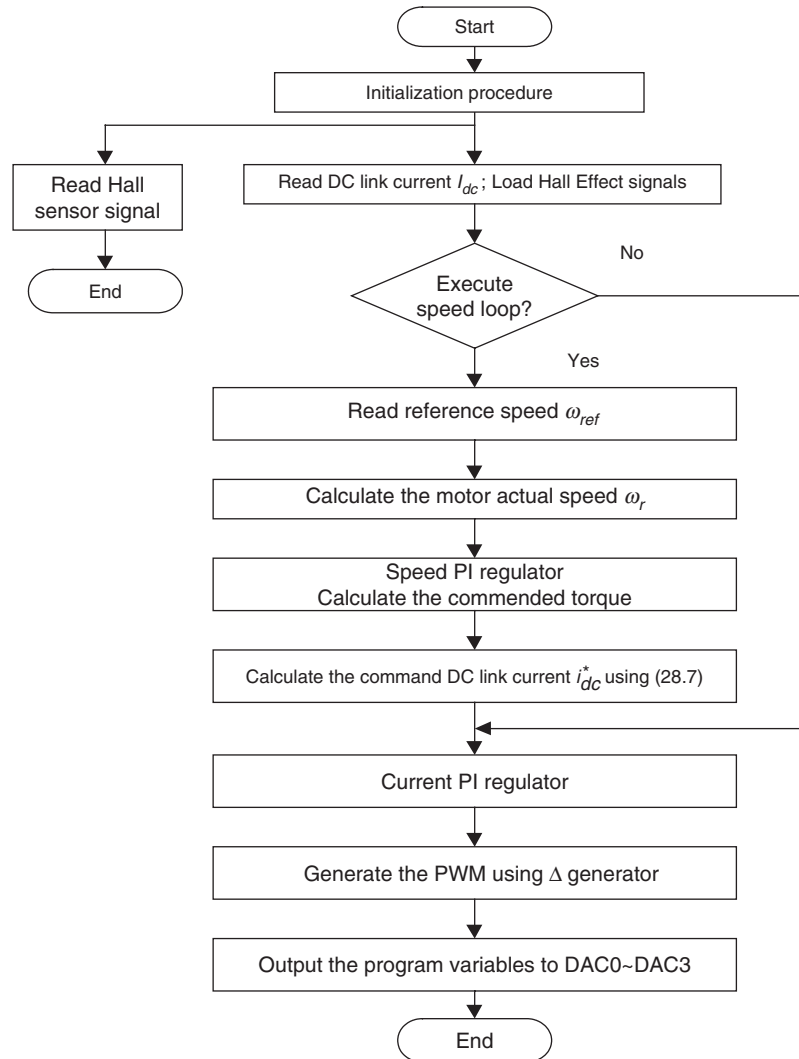 Start
Initialization procedure
Read Hall
sensor signal
Read DC link current I_dc; Load Hall Effect signals
End
No
Execute
speed loop?
Yes
Read reference speed ω_ref
Calculate the motor actual speed ω_r
Speed PI regulator
Calculate the commended torque
Calculate the command DC link current i*_dc using (28.7)
Current PI regulator
Generate the PWM using Δ generator
Output the program variables to DAC0~DAC3
End